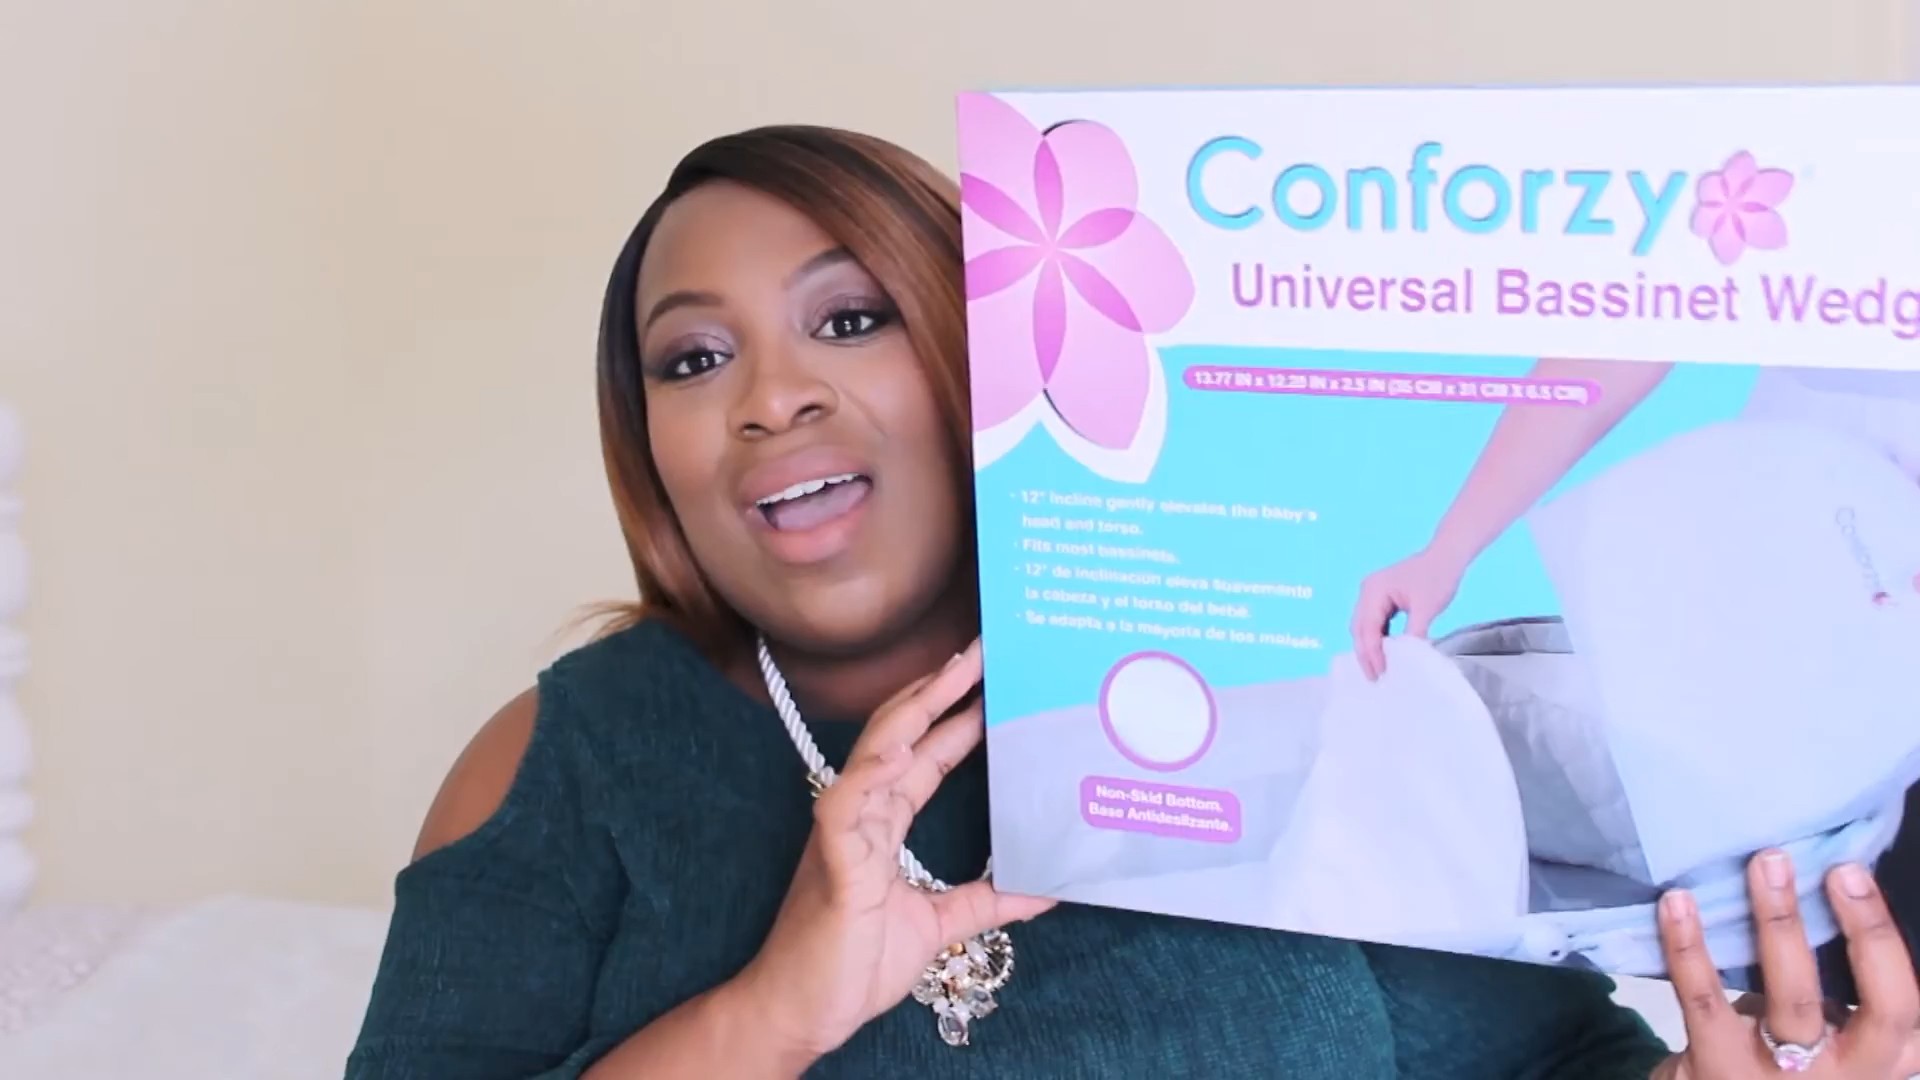 Conforzy
Universal Bassinet Wedg
13.77 IN x 12.25 IN x 2.5 IN (35 CM x 31 CM X 6.5 CM)
· 12° incline gently elevates the baby's
head and torso.
· Fits most bassinets.
· 12° de inclinación eleva suavemente
la cabeza y el torso del bebé.
· Se adapta a la mayoría de los moisés.
Non-Skid Bottom.
Base Antideslizante.